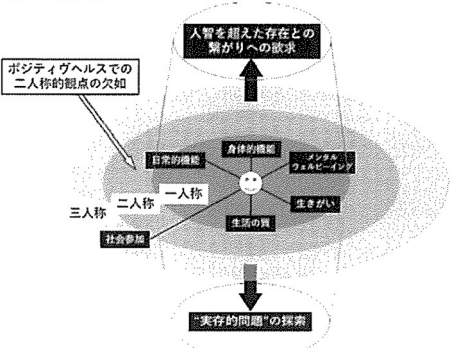 人智を超えた存在との
繋がりへの欲求
ポジティヴヘルスでの
二人称的観点の欠如
身体的機能
日常的機能
メンタル
ウェルビーイング
一人称
二人称
三人称
生きがい
生活の質
社会参加
“実存的問題”の探索